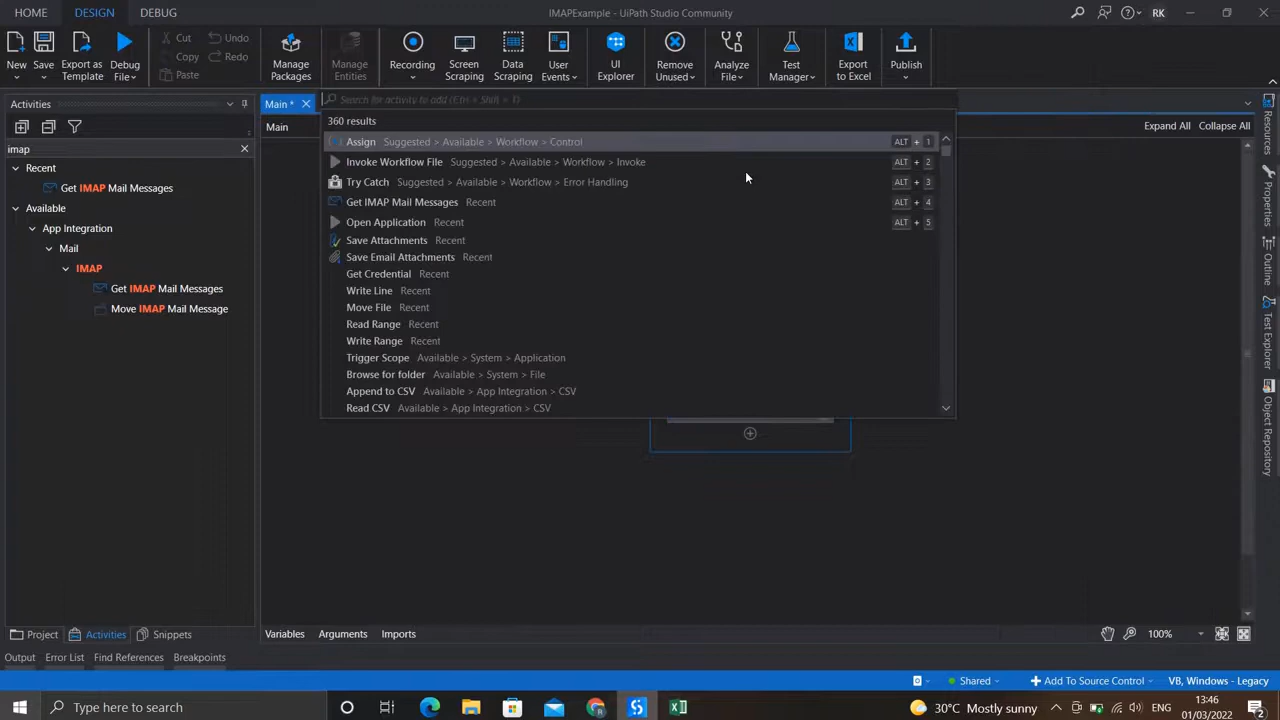 HOME DESIGN DEBUG IMAPExample - UiPath Studio Community RK
New Save Export as Template Debug File Cut Copy Paste Undo Redo Manage Packages Manage Entities Recording Screen Scraping Data Scraping User Events UI Explorer Remove Unused Analyze File Test Manager Export to Excel Publish
Activities
imap
Recent
Get IMAP Mail Messages
Available
App Integration
Mail
IMAP
Get IMAP Mail Messages
Move IMAP Mail Message
Main *
Main Expand All Collapse All
Search for activity to add (Ctrl + Shift + T)
360 results
Assign Suggested > Available > Workflow > Control ALT + 1
Invoke Workflow File Suggested > Available > Workflow > Invoke ALT + 2
Try Catch Suggested > Available > Workflow > Error Handling ALT + 3
Get IMAP Mail Messages Recent ALT + 4
Open Application Recent ALT + 5
Save Attachments Recent
Save Email Attachments Recent
Get Credential Recent
Write Line Recent
Move File Recent
Read Range Recent
Write Range Recent
Trigger Scope Available > System > Application
Browse for folder Available > System > File
Append to CSV Available > App Integration > CSV
Read CSV Available > App Integration > CSV
Resources
Properties
Outline
Test Explorer
Object Repository
Project Activities Snippets
Variables Arguments Imports 100%
Output Error List Find References Breakpoints
Shared Add To Source Control VB, Windows - Legacy
Type here to search 30°C Mostly sunny ENG 13:46
01/03/2022